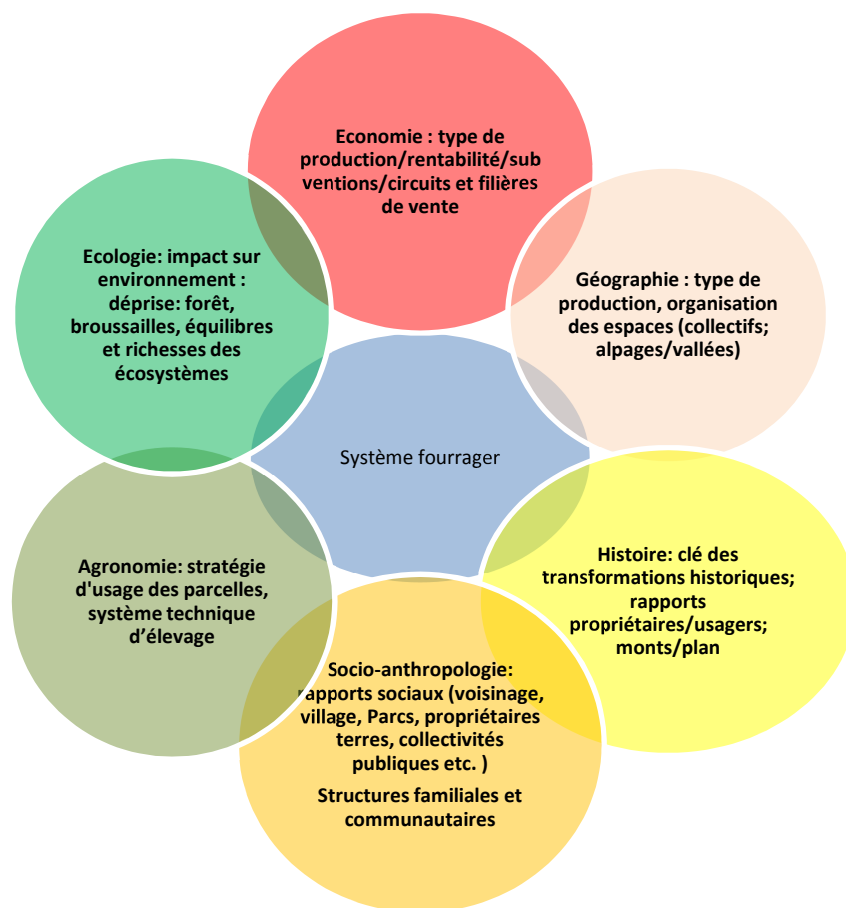 Economie : type de
production/rentabilité/sub
ventions/circuits et filières
de vente
Ecologie: impact sur
environnement :
déprise: forêt,
broussailles, équilibres
et richesses des
écosystèmes
Géographie : type de
production, organisation
des espaces (collectifs;
alpages/vallées)
Système fourrager
Agronomie: stratégie
d'usage des parcelles,
système technique
d’élevage
Histoire: clé des
transformations historiques;
rapports
propriétaires/usagers;
monts/plan
Socio-anthropologie:
rapports sociaux (voisinage,
village, Parcs, propriétaires
terres, collectivités
publiques etc. )
Structures familiales et
communautaires